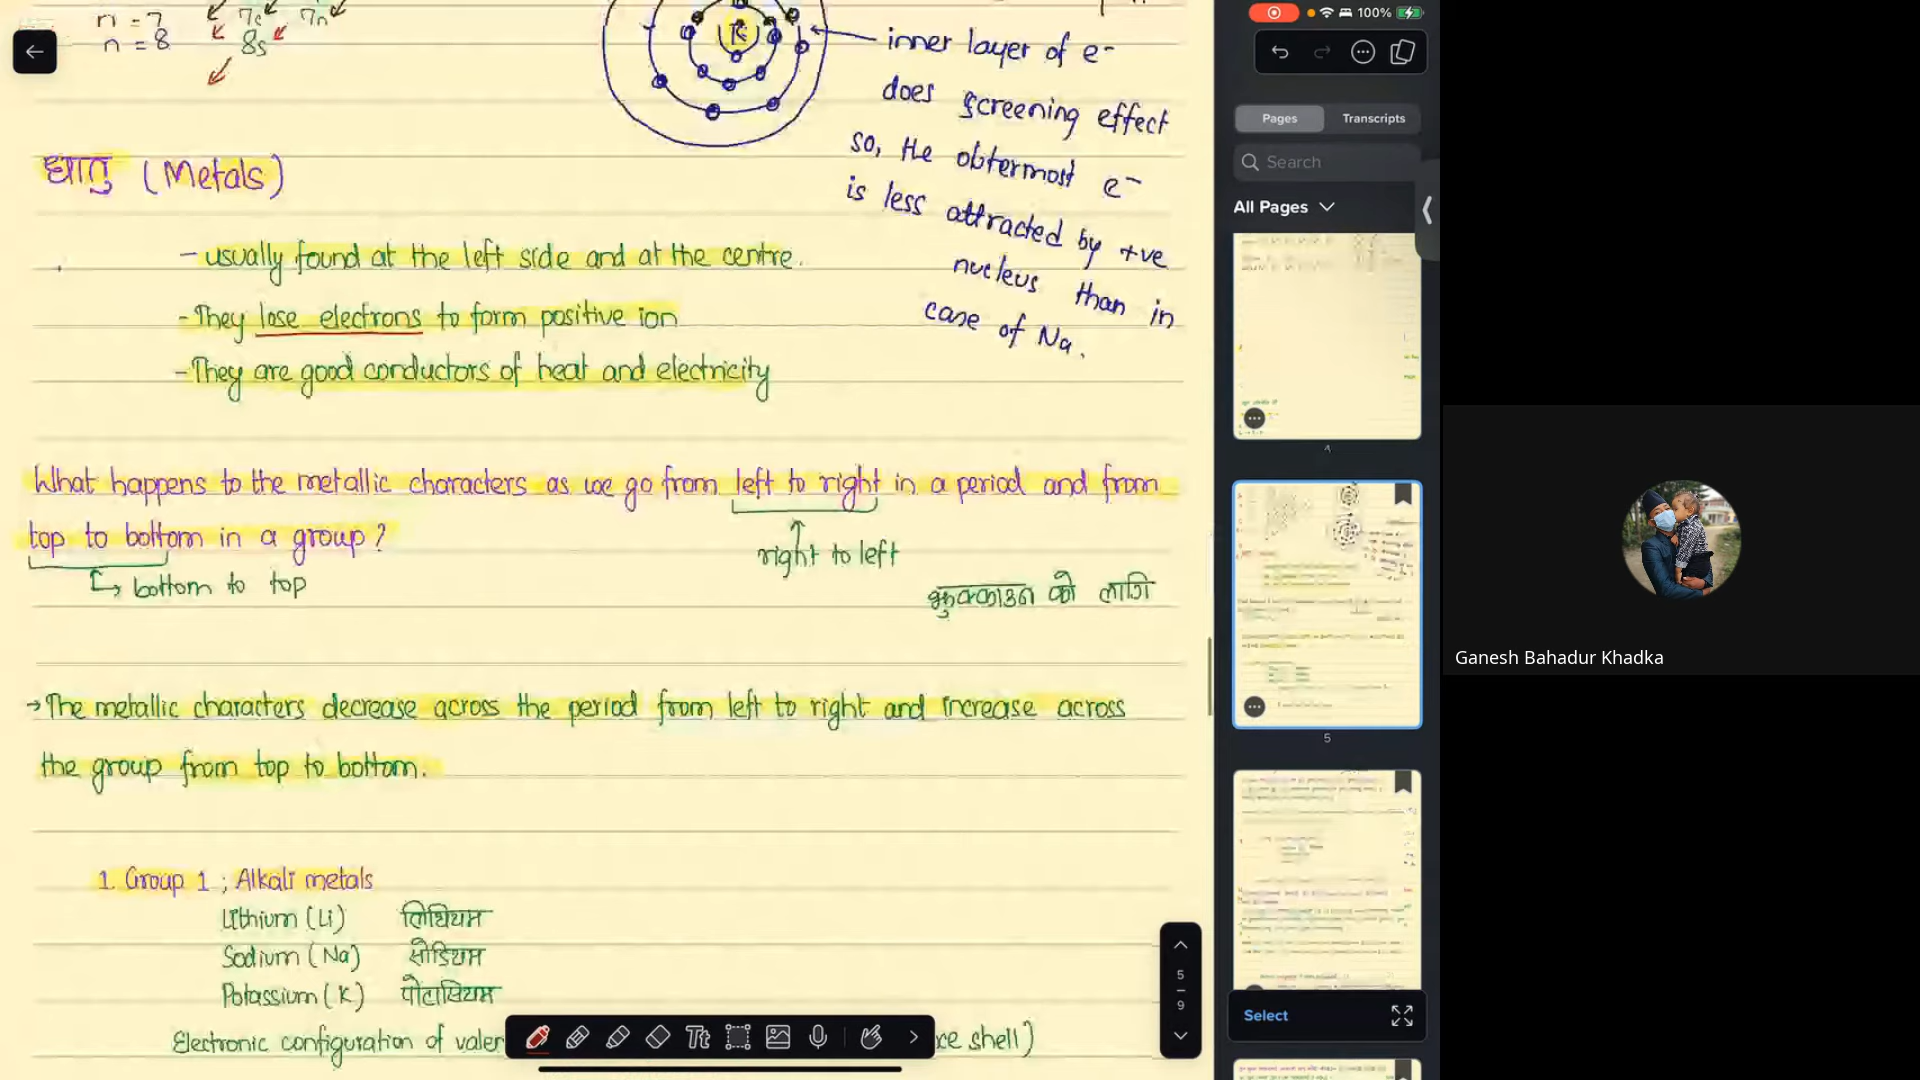 n = 7 7s 7p
n = 8 8s
K
inner layer of e⁻
does screening effect
so, the obtermost e⁻
is less attracted by +ve
nucleus than in
case of Na.
धातु (Metals)
- usually found at the left side and at the centre.
- They lose electrons to form positive ion
- They are good conductors of heat and electricity
What happens to the metallic characters as we go from left to right in a period and from
top to bottom in a group?
right to left
bottom to top
झुक्काउन को लागि
→ The metallic characters decrease across the period from left to right and increase across
the group from top to bottom.
1. Group 1 ; Alkali metals
Lithium (Li) लिथियम
Sodium (Na) सोडियम
Potassium (K) पोटासियम
Electronic configuration of valen
ce shell)
Tt
5
9
100%
Pages
Transcripts
Search
All Pages
4
5
Select
Ganesh Bahadur Khadka